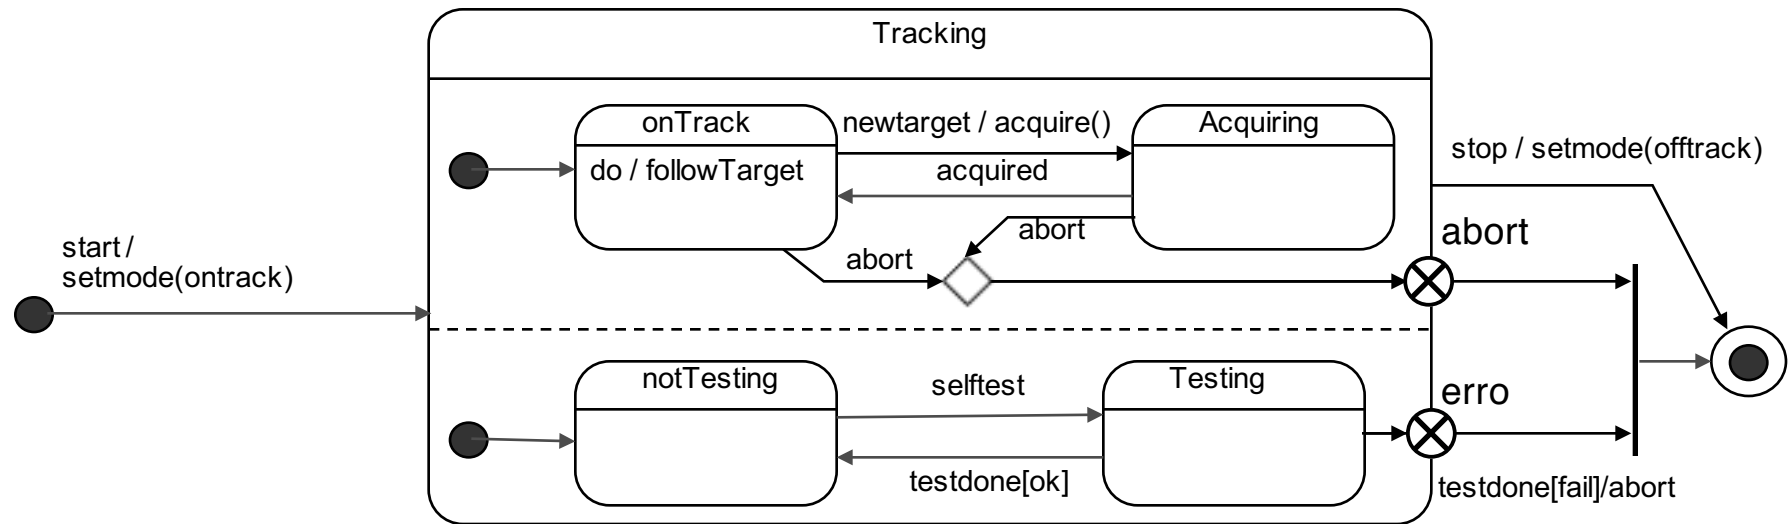 Tracking
onTrack
newtarget / acquire()
Acquiring
do / followTarget
acquired
stop / setmode(offtrack)
abort
abort
abort
start /
setmode(ontrack)
notTesting
selftest
Testing
erro
testdone[ok]
testdone[fail]/abort